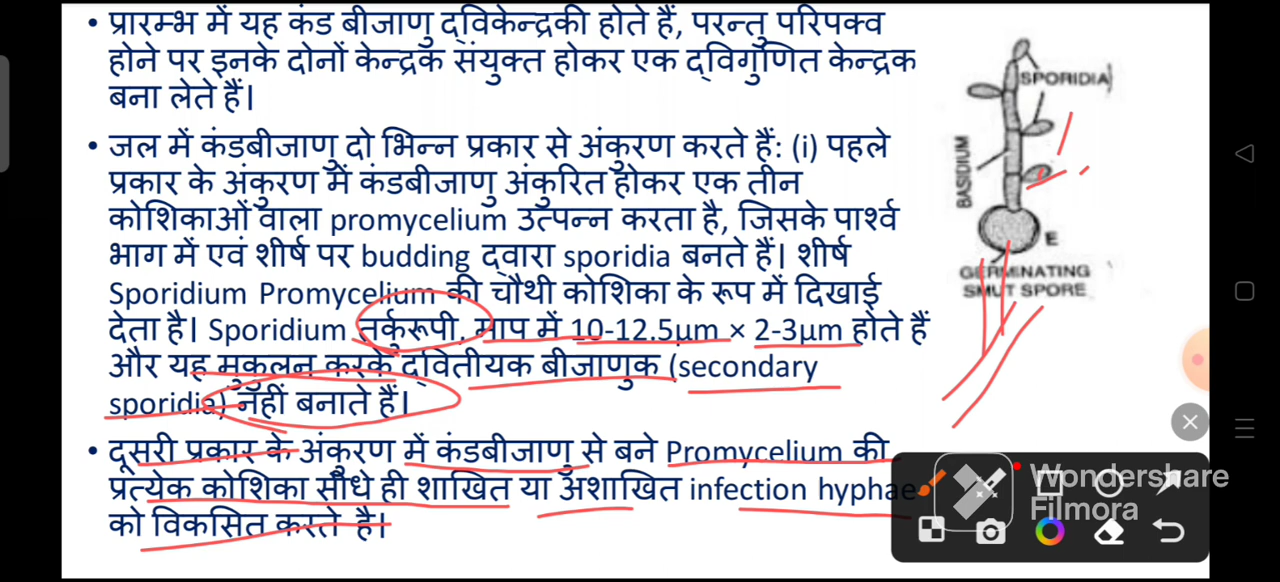 • प्रारम्भ में यह कंड बीजाणु द्विकेन्द्रकी होते हैं, परन्तु परिपक्व
होने पर इनके दोनों केन्द्रक संयुक्त होकर एक द्विगुणित केन्द्रक
बना लेते हैं।
• जल में कंडबीजाणु दो भिन्न प्रकार से अंकुरण करते हैं: (i) पहले
प्रकार के अंकुरण में कंडबीजाणु अंकुरित होकर एक तीन
कोशिकाओं वाला promycelium उत्पन्न करता है, जिसके पार्श्व
भाग में एवं शीर्ष पर budding द्वारा sporidia बनते हैं। शीर्ष
Sporidium Promycelium की चौथी कोशिका के रूप में दिखाई
देता है। Sporidium तर्कुरूपी, माप में 10-12.5µm × 2-3µm होते हैं
और यह मुकुलन करके द्वितीयक बीजाणुक (secondary
sporidia) नहीं बनाते हैं।
• दूसरी प्रकार के अंकुरण में कंडबीजाणु से बने Promycelium की
प्रत्येक कोशिका सीधे ही शाखित या अशाखित infection hyphae
को विकसित करते है।
SPORIDIA
BASIDIUM
E
GERMINATING
SMUT SPORE
Wondershare
Filmora